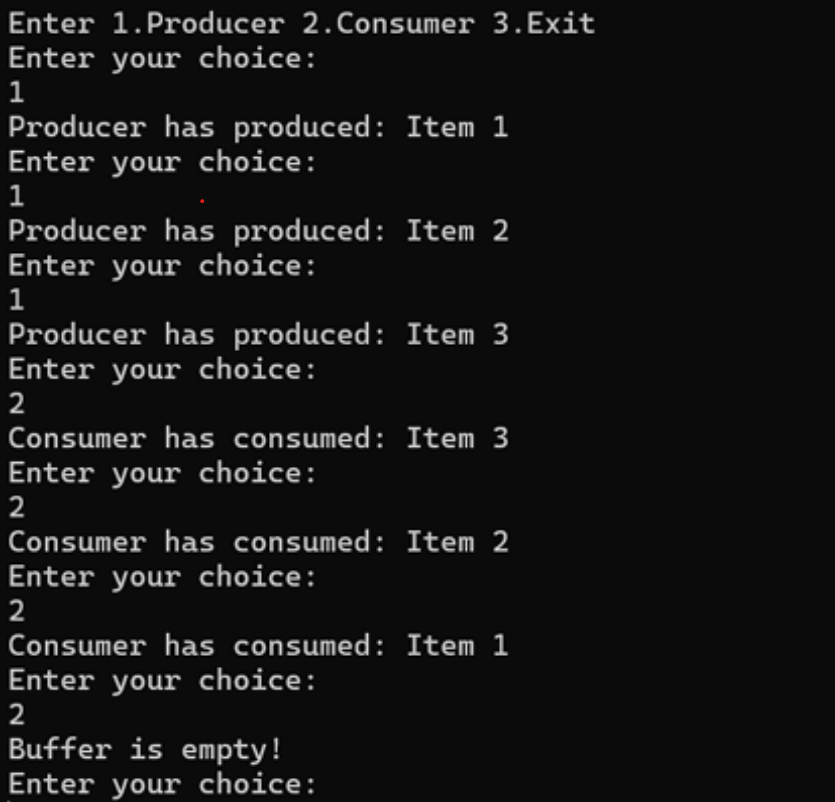 Enter 1.Producer 2.Consumer 3.Exit
Enter your choice:
1
Producer has produced: Item 1
Enter your choice:
1
Producer has produced: Item 2
Enter your choice:
1
Producer has produced: Item 3
Enter your choice:
2
Consumer has consumed: Item 3
Enter your choice:
2
Consumer has consumed: Item 2
Enter your choice:
2
Consumer has consumed: Item 1
Enter your choice:
2
Buffer is empty!
Enter your choice: